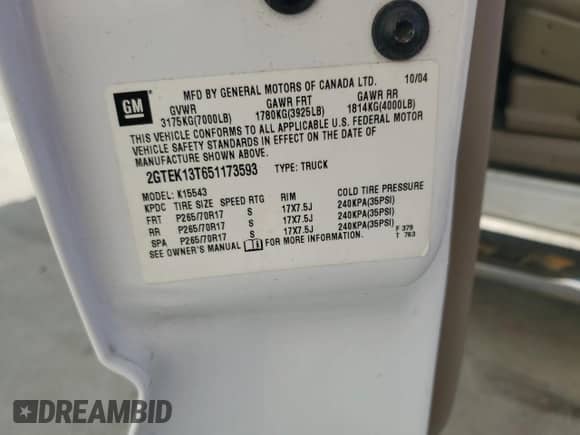 MFD BY GENERAL MOTORS OF CANADA LTD. 10/04
GM GVWR GAWR FRT GAWR RR
3175KG(7000LB) 1780KG(3925LB) 1814KG(4000LB)
THIS VEHICLE CONFORMS TO ALL APPLICABLE U.S. FEDERAL MOTOR
VEHICLE SAFETY STANDARDS IN EFFECT ON THE DATE OF
MANUFACTURE SHOWN ABOVE.
2GTEK13T651173593 TYPE: TRUCK
MODEL: K15543
KPDC TIRE SIZE SPEED RTG RIM COLD TIRE PRESSURE
FRT P265/70R17 S 17X7.5J 240KPA(35PSI)
RR P265/70R17 S 17X7.5J 240KPA(35PSI)
SPA P265/70R17 S 17X7.5J 240KPA(35PSI)
SEE OWNER'S MANUAL FOR MORE INFORMATION. F 379
T 763
DREAMBID